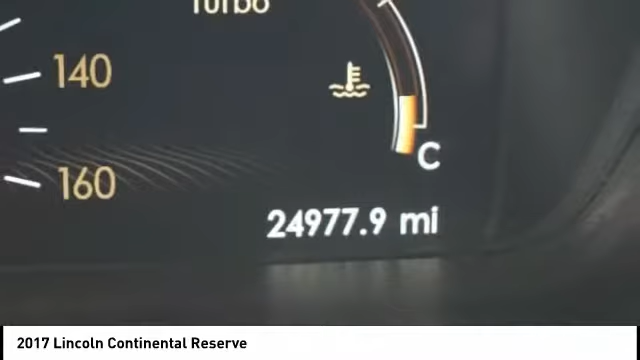 Turbo
140
C
160
24977.9 mi
2017 Lincoln Continental Reserve